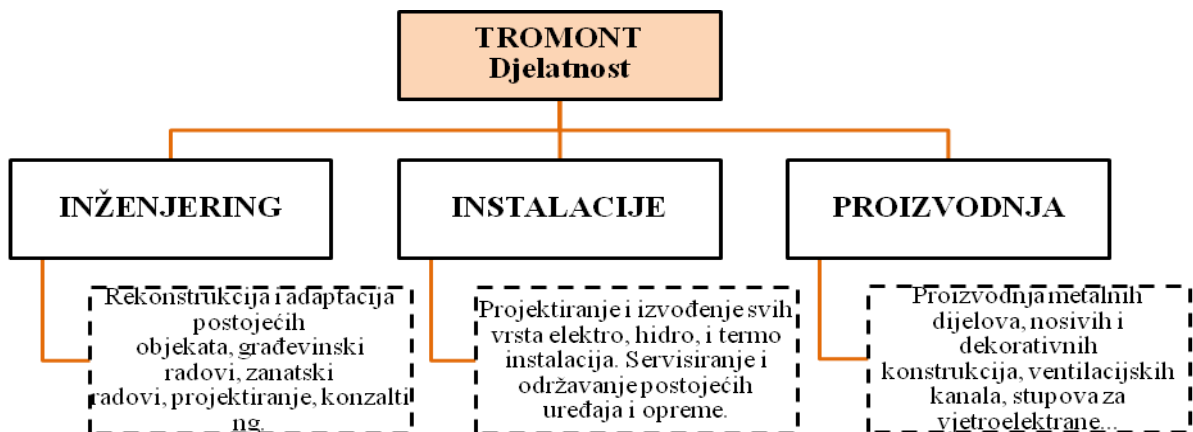 TROMONT
Djelatnost
INŽENJERING
INSTALACIJE
PROIZVODNJA
Rekonstrukcija i adaptacija
postojećih
objekata, građevinski
radovi, zanatski
radovi, projektiranje, konzalti
ng.
Projektiranje i izvođenje svih
vrsta elektro, hidro, i termo
instalacija. Servisiranje i
održavanje postojećih
uređaja i opreme.
Proizvodnja metalnih
dijelova, nosivih i
dekorativnih
konstrukcija, ventilacijskih
kanala, stupova za
vjetroelektrane...